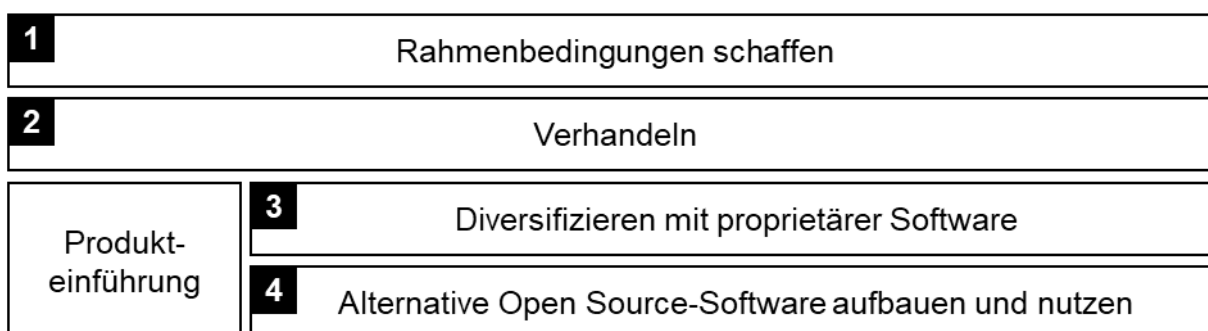 1
Rahmenbedingungen schaffen
2
Verhandeln
Produkt-
einführung
3
Diversifizieren mit proprietärer Software
4
Alternative Open Source-Software aufbauen und nutzen